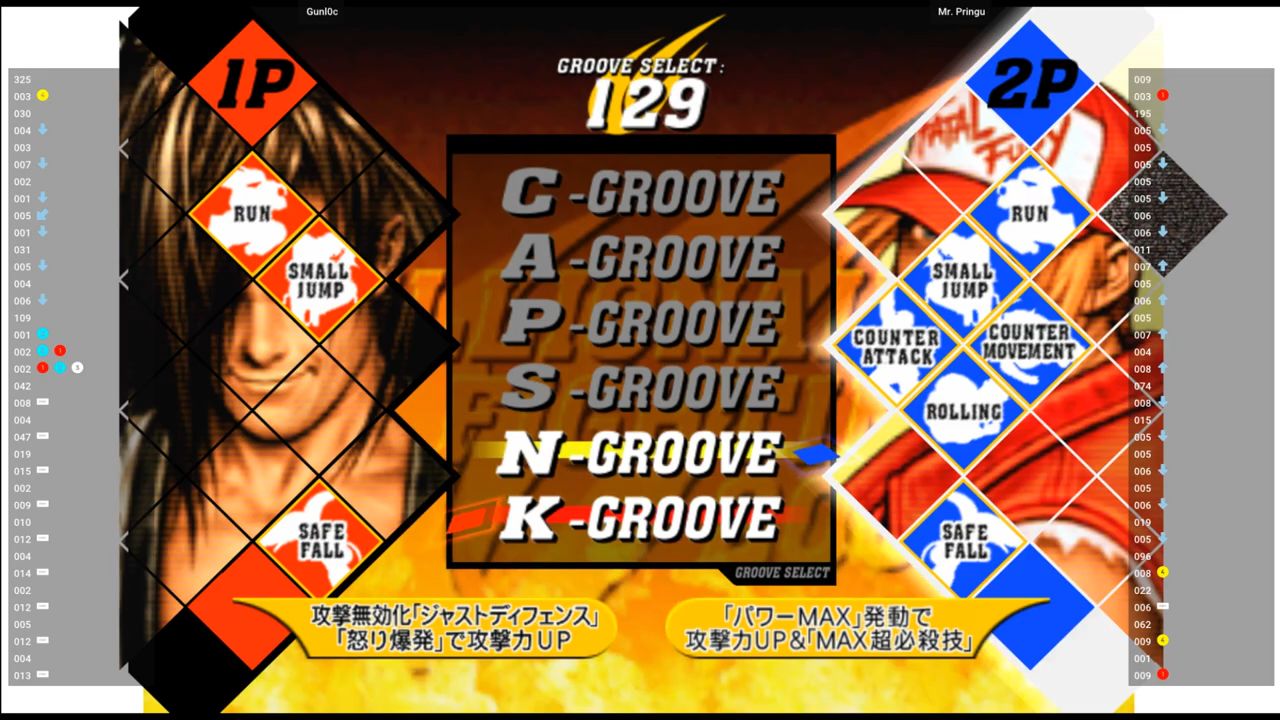 Gunl0c
Mr. Pringu
1P
GROOVE SELECT:
129
2P
FATAL
FURY
RUN
SMALL
JUMP
SAFE
FALL
C-GROOVE
A-GROOVE
P-GROOVE
S-GROOVE
N-GROOVE
K-GROOVE
GROOVE SELECT
RUN
SMALL
JUMP
COUNTER
ATTACK
COUNTER
MOVEMENT
ROLLING
SAFE
FALL
攻撃無効化「ジャストディフェンス」
「怒り爆発」で攻撃力UP
「パワーMAX」発動で
攻撃力UP&「MAX超必殺技」
325
003
030
004
003
007
002
001
005
001
031
005
004
006
109
001
002
002
042
008
004
047
019
015
002
009
010
012
004
014
002
012
005
012
004
013
009
003
195
005
005
005
005
005
006
006
011
007
005
006
005
007
004
008
074
008
015
005
005
006
005
006
019
005
096
008
022
006
062
009
001
009